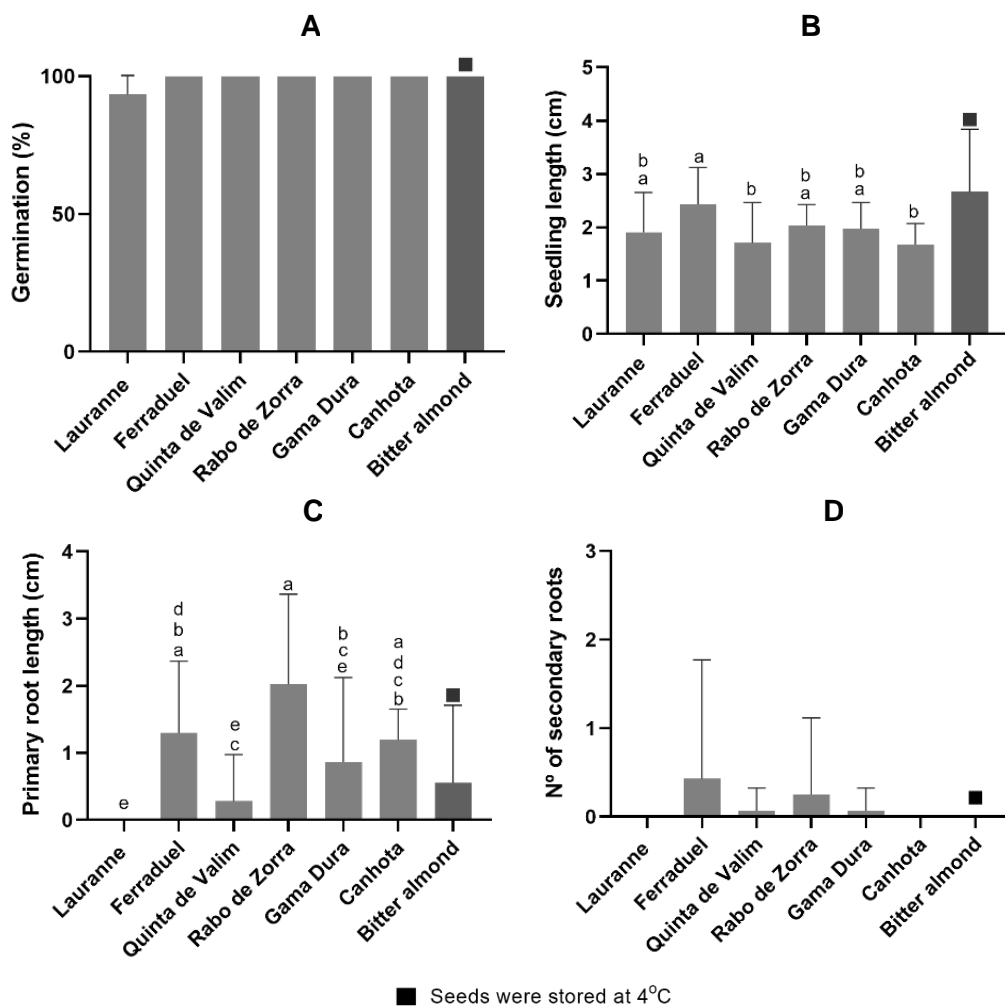 A
Germination (%)
100
50
0
Lauranne
Ferraduel
Quinta de Valim
Rabo de Zorra
Gama Dura
Canhota
Bitter almond
B
Seedling length (cm)
5
4
3
2
1
0
b
a
a
b
b
a
b
a
b
Lauranne
Ferraduel
Quinta de Valim
Rabo de Zorra
Gama Dura
Canhota
Bitter almond
C
Primary root length (cm)
4
3
2
1
0
e
d
b
a
e
c
a
b
c
e
a
d
c
b
Lauranne
Ferraduel
Quinta de Valim
Rabo de Zorra
Gama Dura
Canhota
Bitter almond
D
Nº of secondary roots
3
2
1
0
Lauranne
Ferraduel
Quinta de Valim
Rabo de Zorra
Gama Dura
Canhota
Bitter almond
Seeds were stored at 4°C